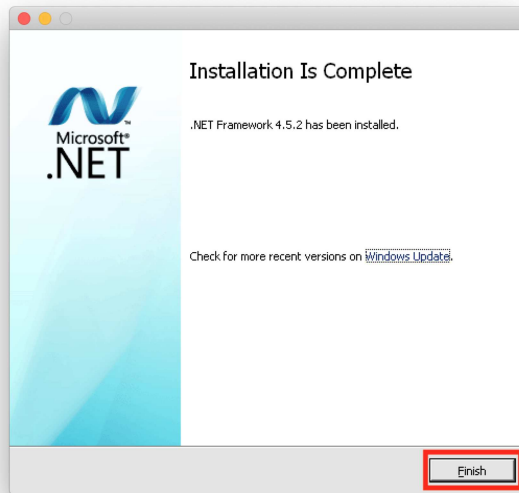 Installation Is Complete
.NET Framework 4.5.2 has been installed.
Microsoft®
.NET
Check for more recent versions on Windows Update.
Finish